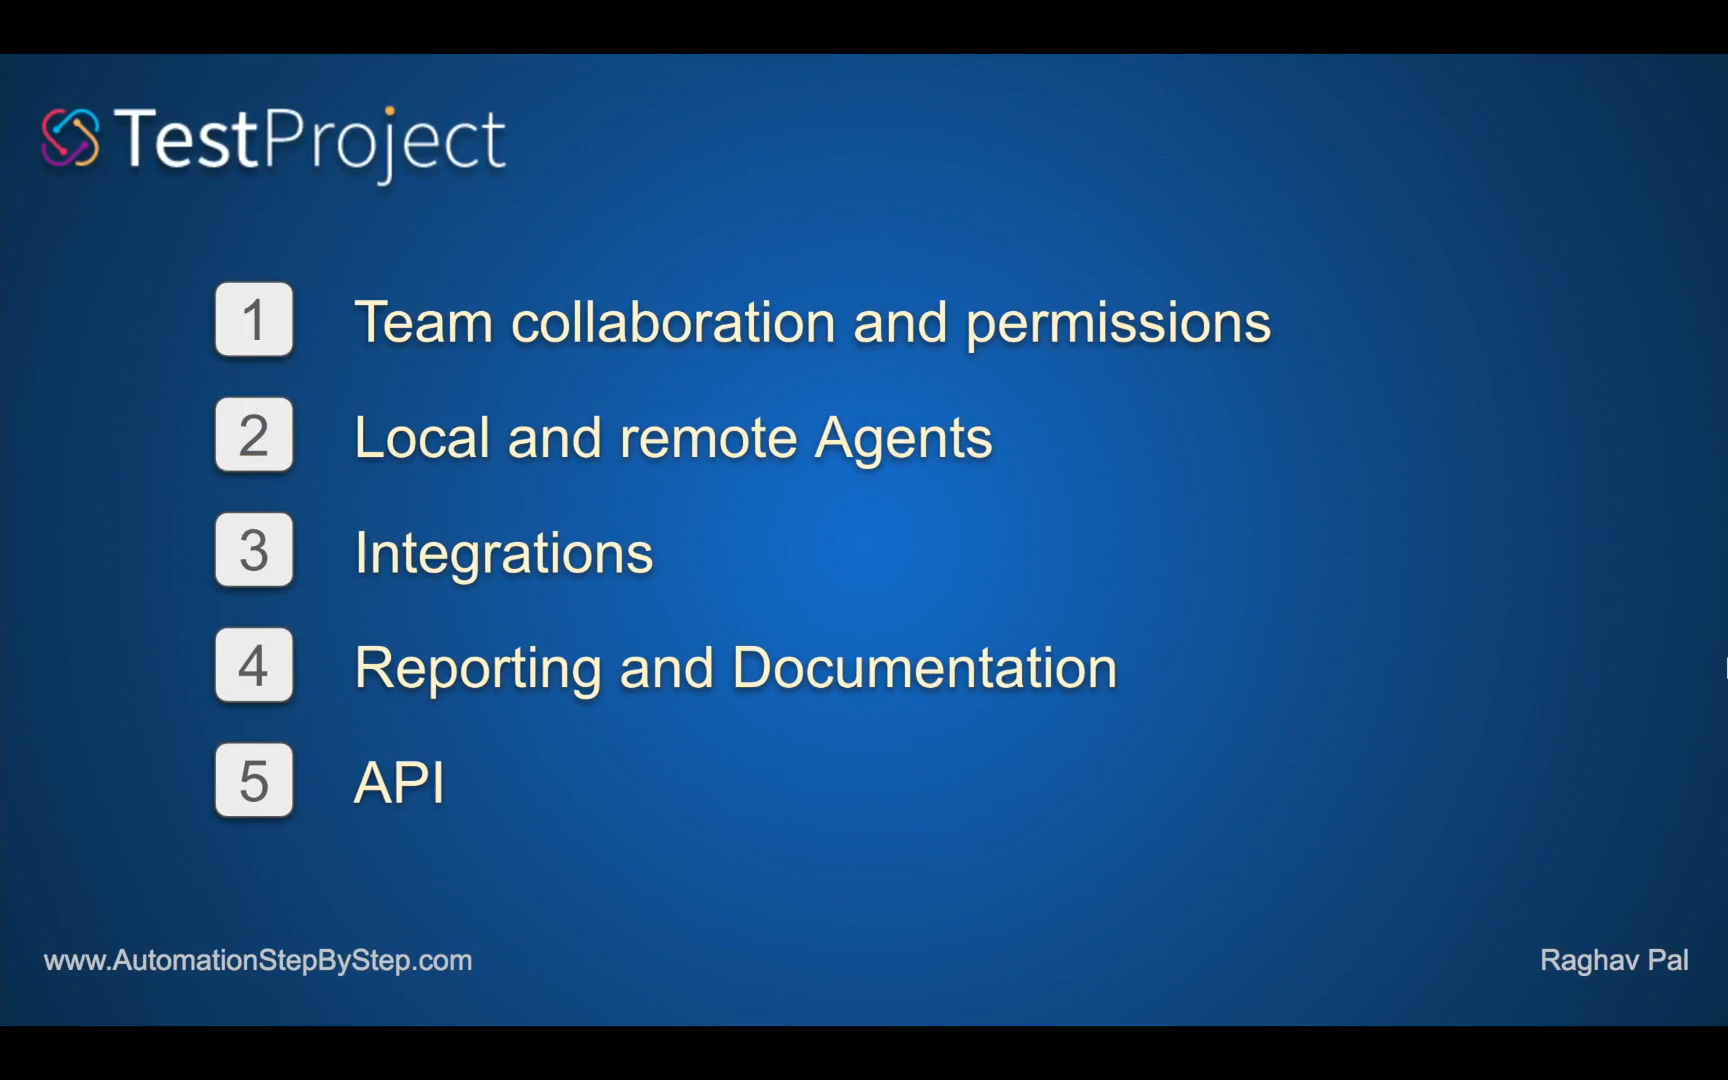 TestProject
1 Team collaboration and permissions
2 Local and remote Agents
3 Integrations
4 Reporting and Documentation
5 API
www.AutomationStepByStep.com
Raghav Pal